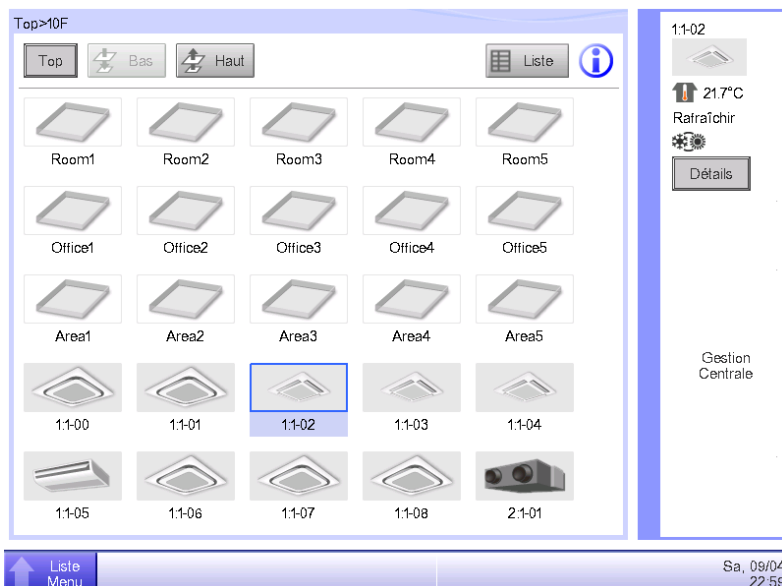 Top>10F
Top Bas Haut Liste
Room1 Room2 Room3 Room4 Room5
Office1 Office2 Office3 Office4 Office5
Area1 Area2 Area3 Area4 Area5
1:1-00 1:1-01 1:1-02 1:1-03 1:1-04
1:1-05 1:1-06 1:1-07 1:1-08 2:1-01
1:1-02
21.7°C
Rafraîchir
Détails
Gestion
Centrale
Liste
Menu
Sa, 09/04
22:59